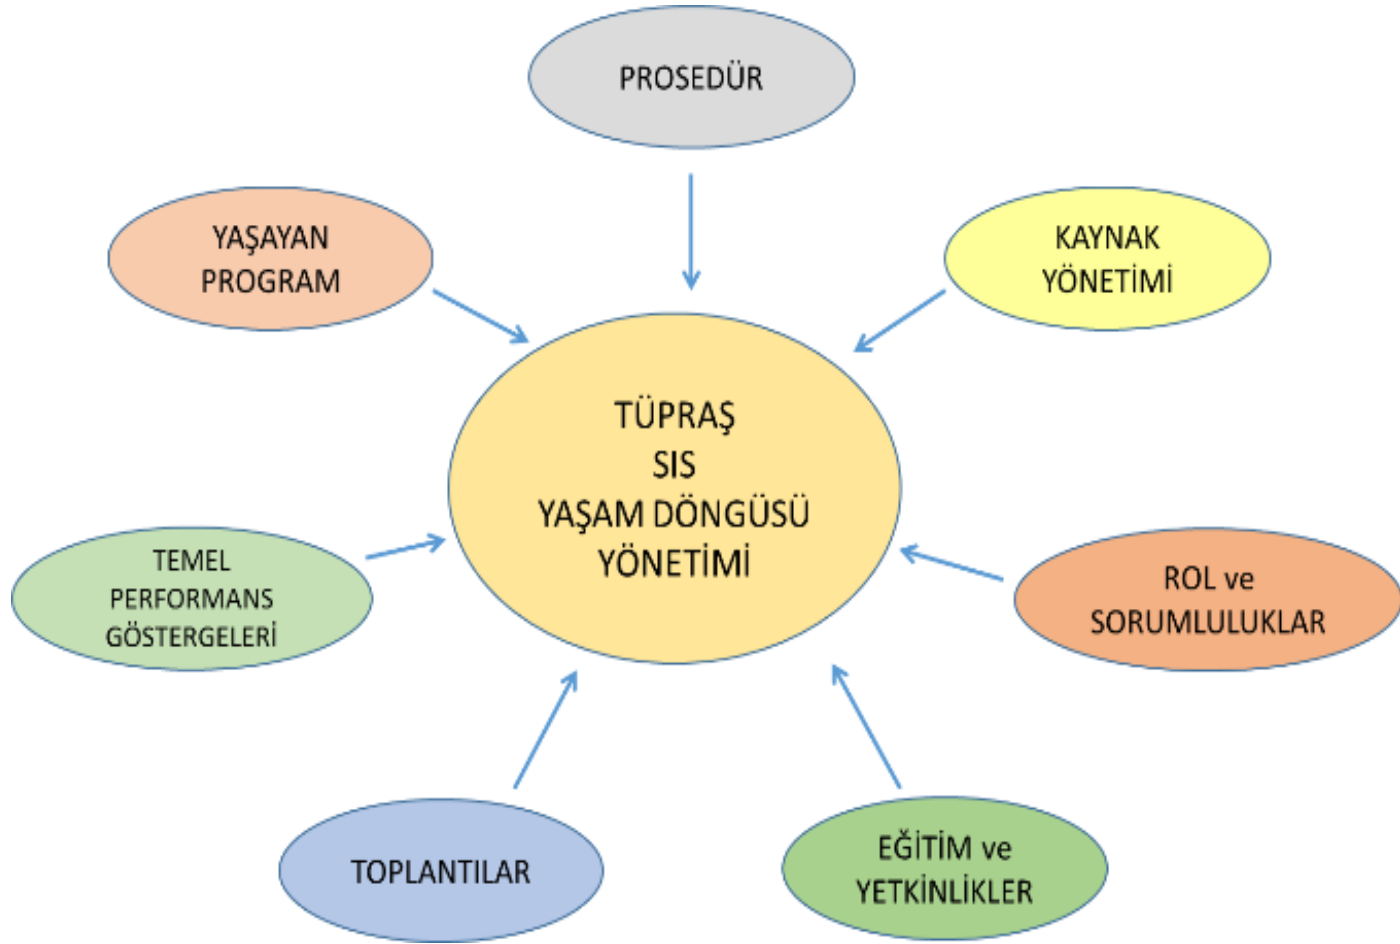 PROSEDÜR
YAŞAYAN
PROGRAM
KAYNAK
YÖNETİMİ
TÜPRAŞ
SIS
YAŞAM DÖNGÜSÜ
YÖNETİMİ
TEMEL
PERFORMANS
GÖSTERGELERİ
ROL ve
SORUMLULUKLAR
TOPLANTILAR
EĞİTİM ve
YETKİNLİKLER